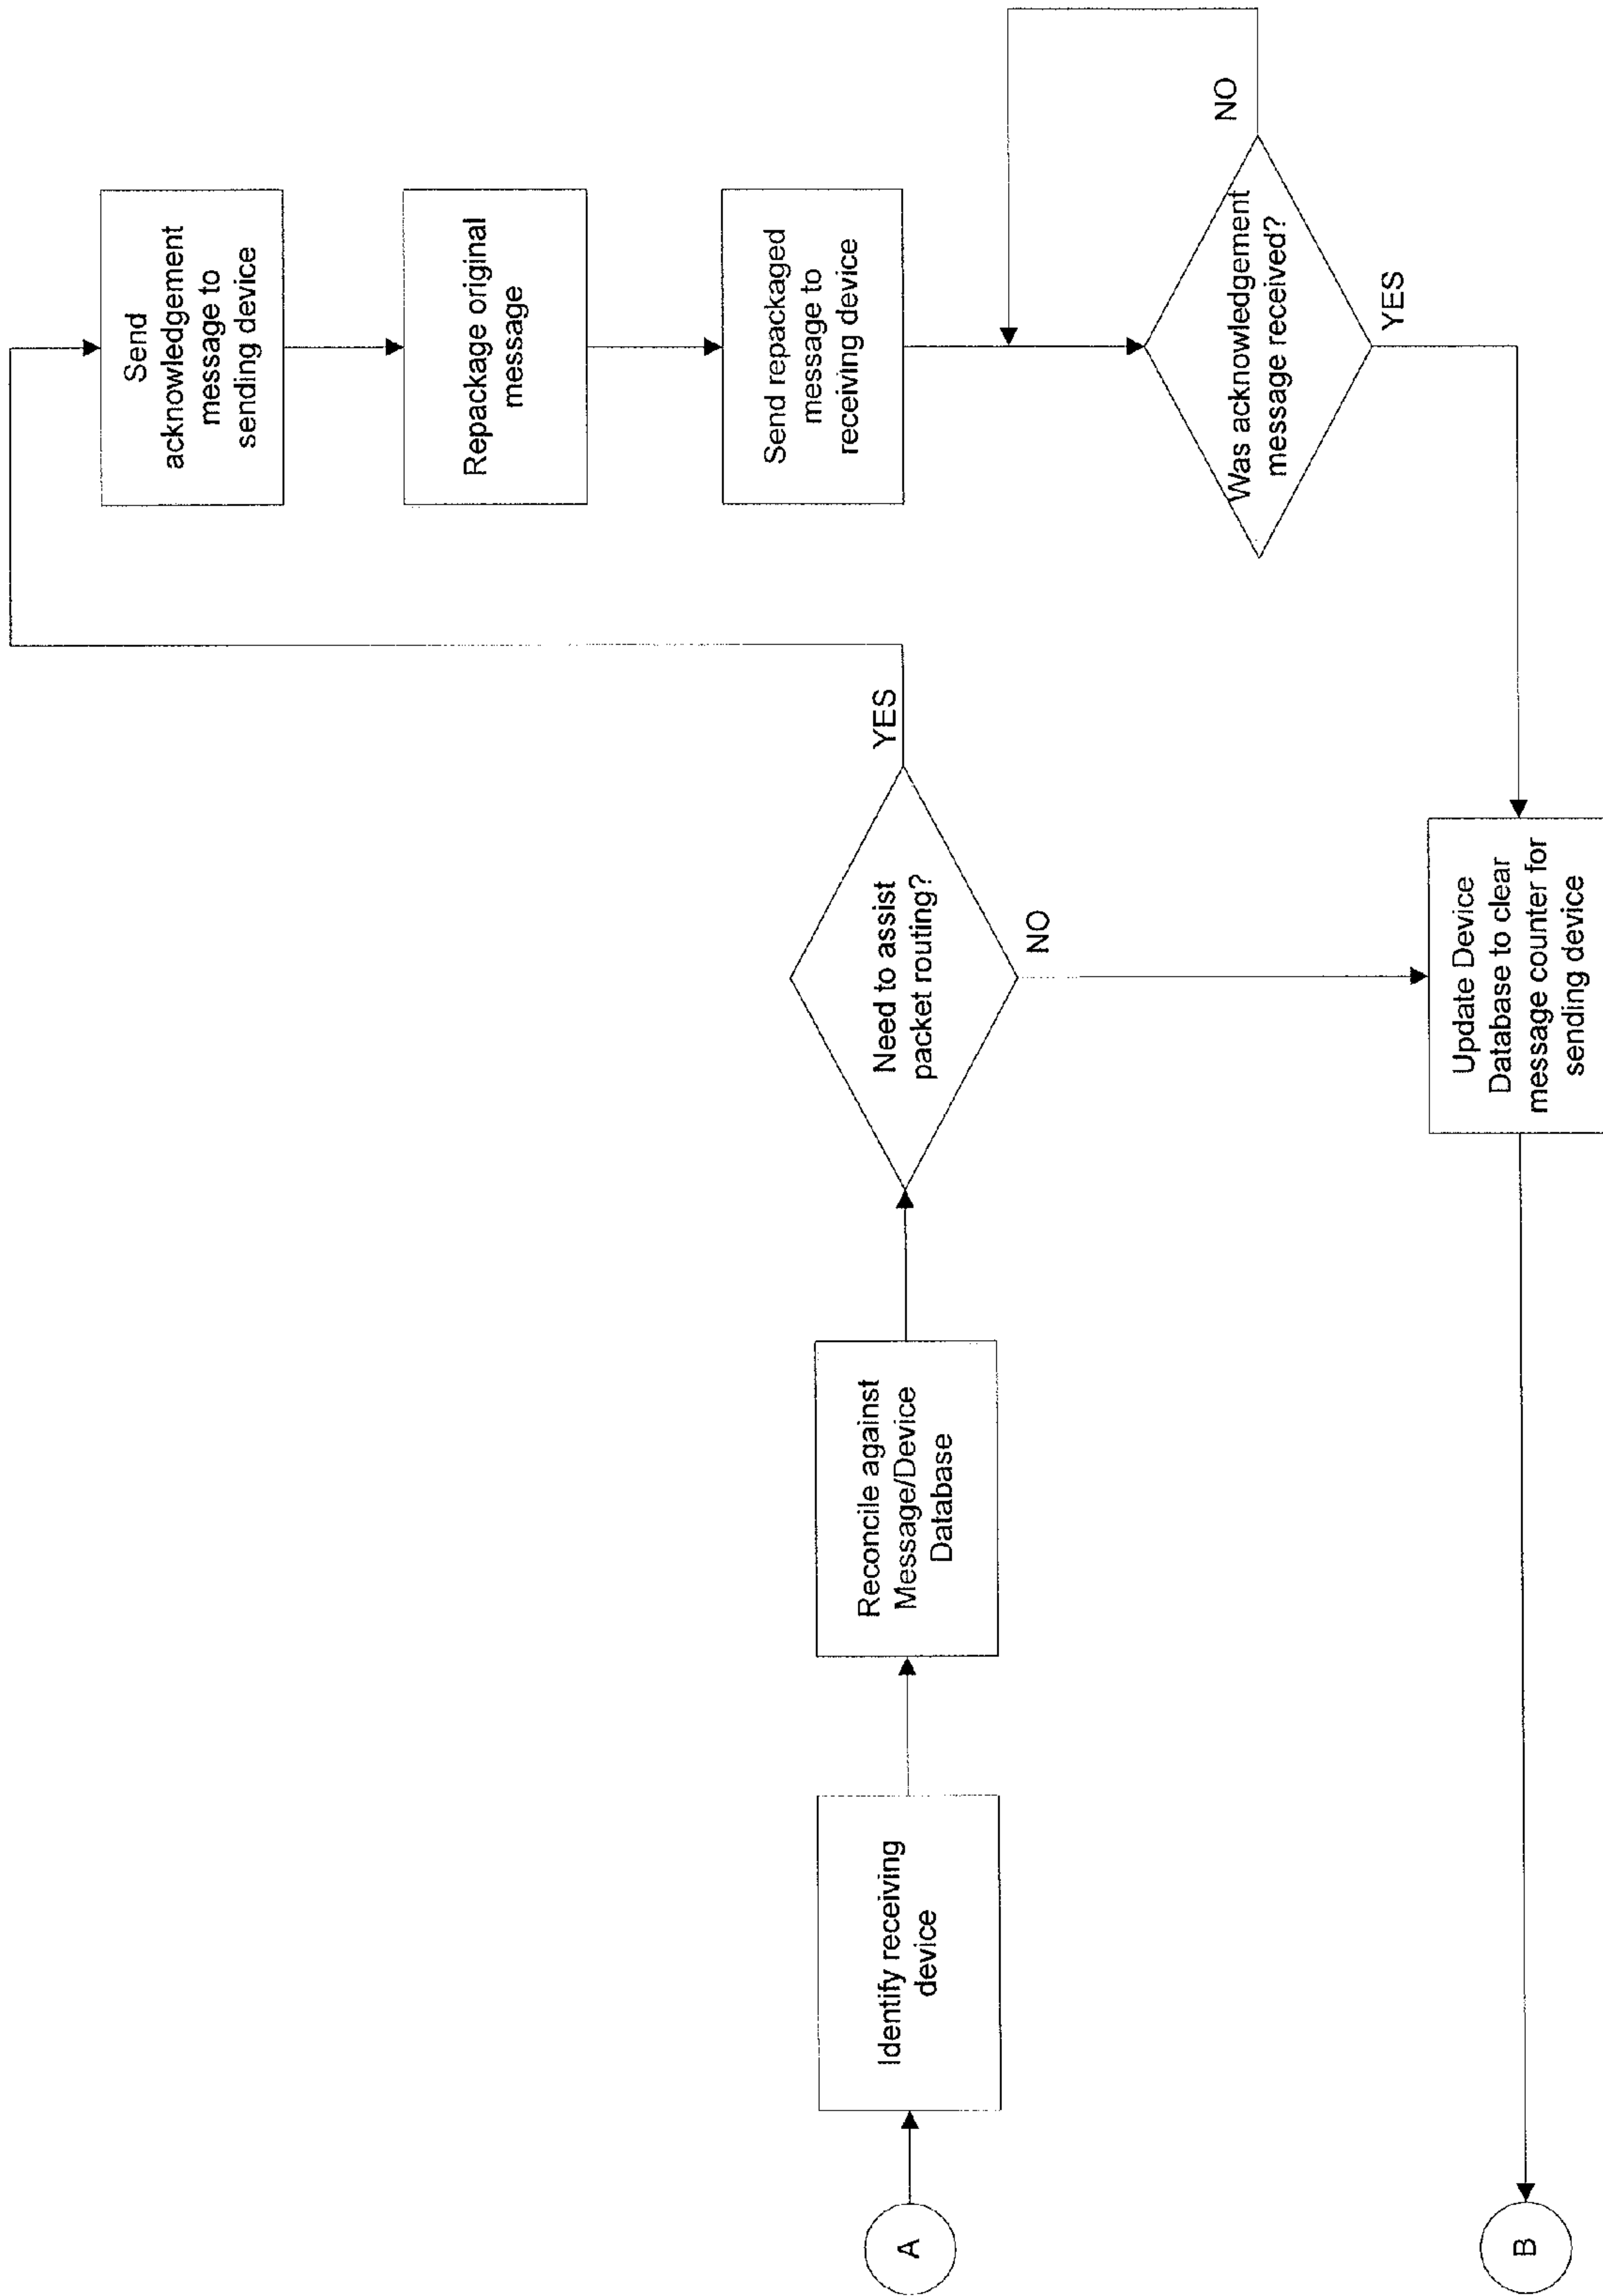 A
Identify receiving
device
Reconcile against
Message/Device
Database
Need to assist
packet routing?
YES
NO
Send
acknowledgement
message to
sending device
Repackage original
message
Send repackaged
message to
receiving device
Was acknowledgement
message received?
NO
YES
Update Device
Database to clear
message counter for
sending device
B